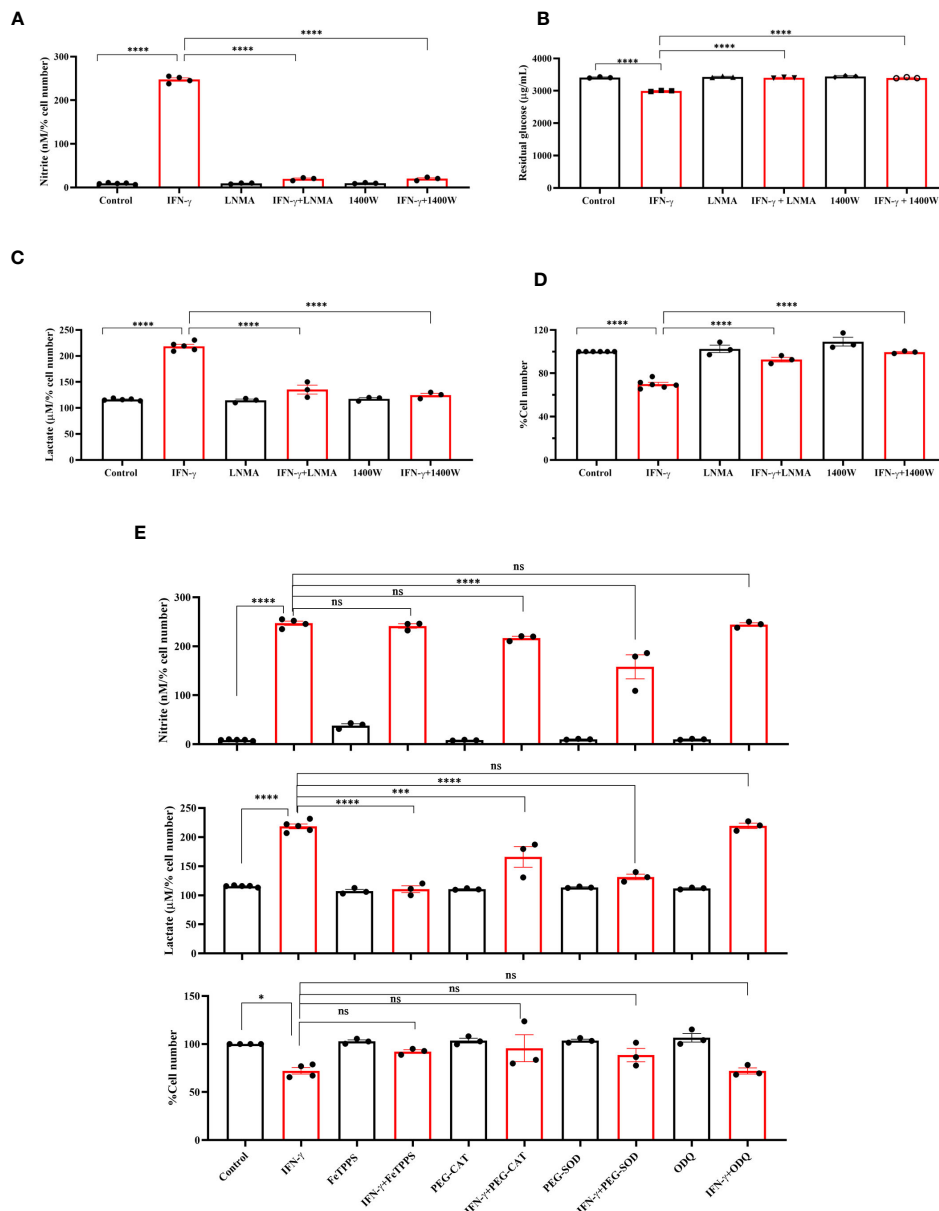 A
****
****
****
300
200
100
0
Nitrite (nM/% cell number)
Control
IFN-γ
LNMA
IFN-γ+LNMA
1400W
IFN-γ+1400W
B
****
****
****
4000
3000
2000
1000
0
Residual glucose (μg/mL)
Control
IFN-γ
LNMA
IFN-γ + LNMA
1400W
IFN-γ + 1400W
C
****
****
****
250
200
150
100
50
0
Lactate (μM/% cell number)
Control
IFN-γ
LNMA
IFN-γ+LNMA
1400W
IFN-γ+1400W
D
****
****
****
120
80
40
0
%Cell number
Control
IFN-γ
LNMA
IFN-γ+LNMA
1400W
IFN-γ+1400W
E
ns
****
ns
ns
****
300
200
100
0
Nitrite (nM/% cell number)
ns
****
***
****
****
250
200
150
100
50
0
Lactate (μM/% cell number)
ns
ns
ns
ns
*
150
100
50
0
%Cell number
Control
IFN-γ
FeTPPS
IFN-γ+FeTPPS
PEG-CAT
IFN-γ+PEG-CAT
PEG-SOD
IFN-γ+PEG-SOD
ODQ
IFN-γ+ODQ